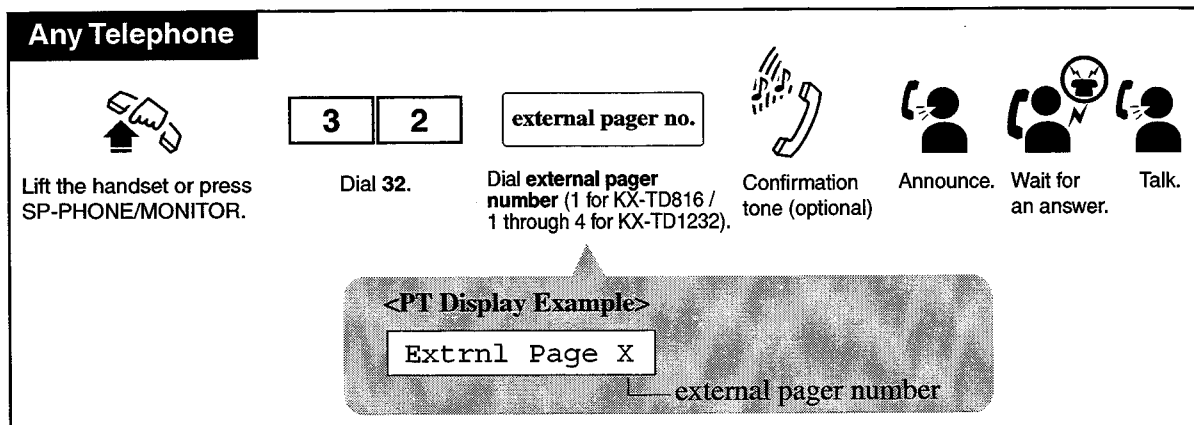 Any Telephone
3 2
external pager no.
Lift the handset or press
SP-PHONE/MONITOR.
Dial 32.
Dial external pager
number (1 for KX-TD816 /
1 through 4 for KX-TD1232).
Confirmation
tone (optional)
Announce.
Wait for
an answer.
Talk.
<PT Display Example>
Extrnl Page X
external pager number